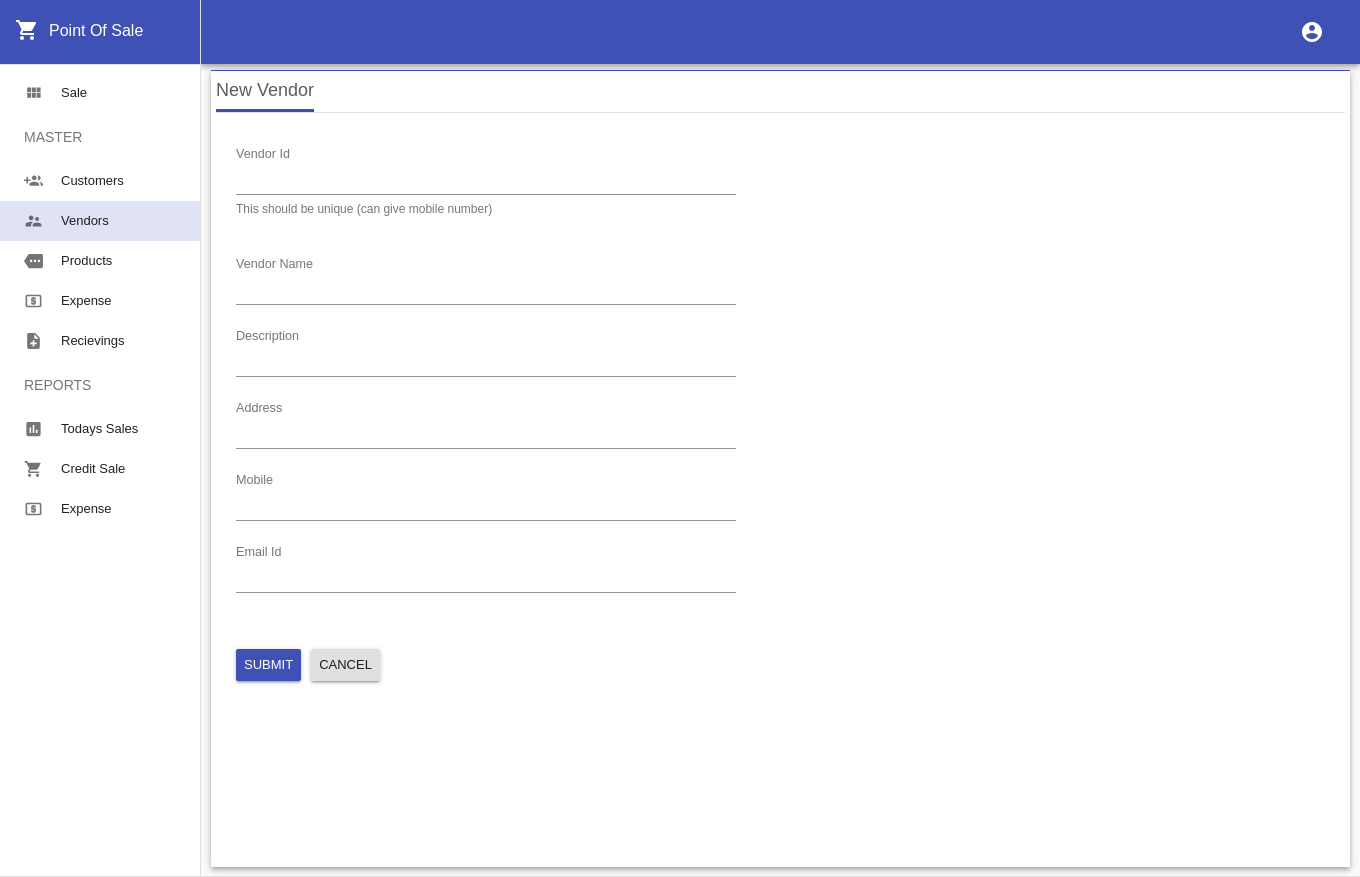 Point Of Sale
Sale
MASTER
Customers
Vendors
Products
Expense
Recievings
REPORTS
Todays Sales
Credit Sale
Expense
New Vendor
Vendor Id
This should be unique (can give mobile number)
Vendor Name
Description
Address
Mobile
Email Id
SUBMIT CANCEL